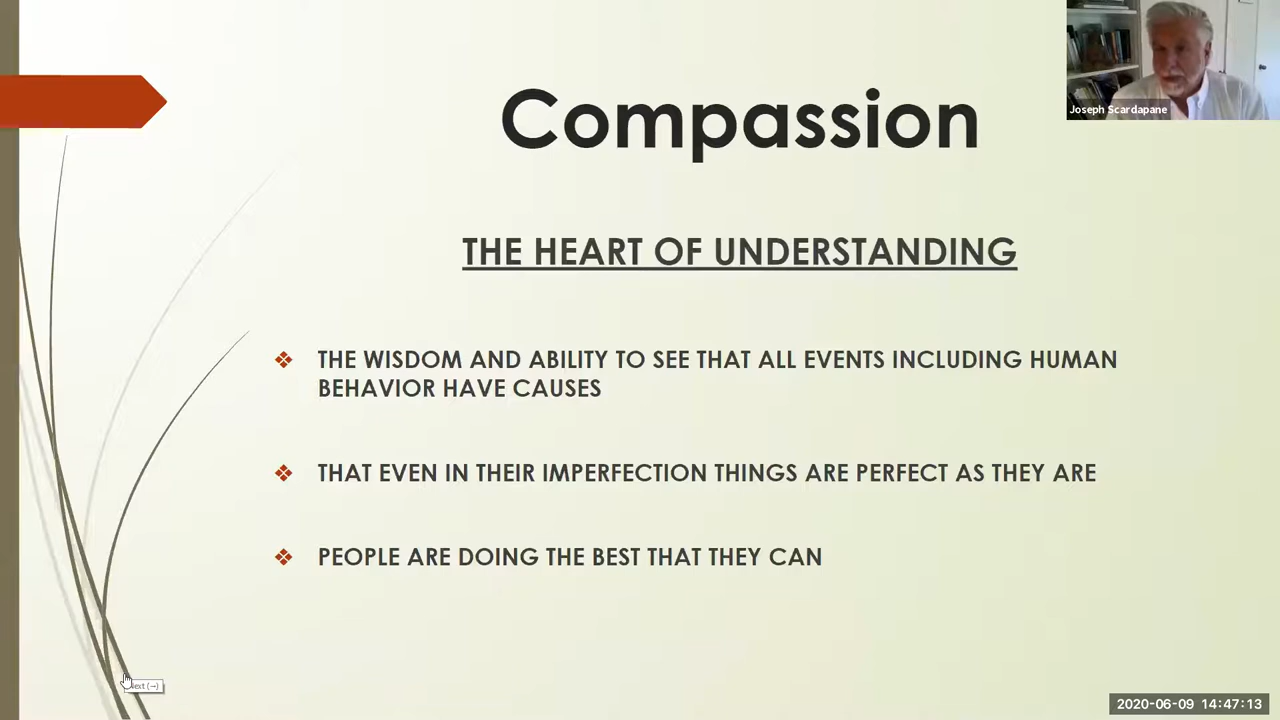 Compassion
Joseph Scardapane
THE HEART OF UNDERSTANDING
THE WISDOM AND ABILITY TO SEE THAT ALL EVENTS INCLUDING HUMAN
BEHAVIOR HAVE CAUSES
THAT EVEN IN THEIR IMPERFECTION THINGS ARE PERFECT AS THEY ARE
PEOPLE ARE DOING THE BEST THAT THEY CAN
Next (→)
2020-06-09 14:47:13